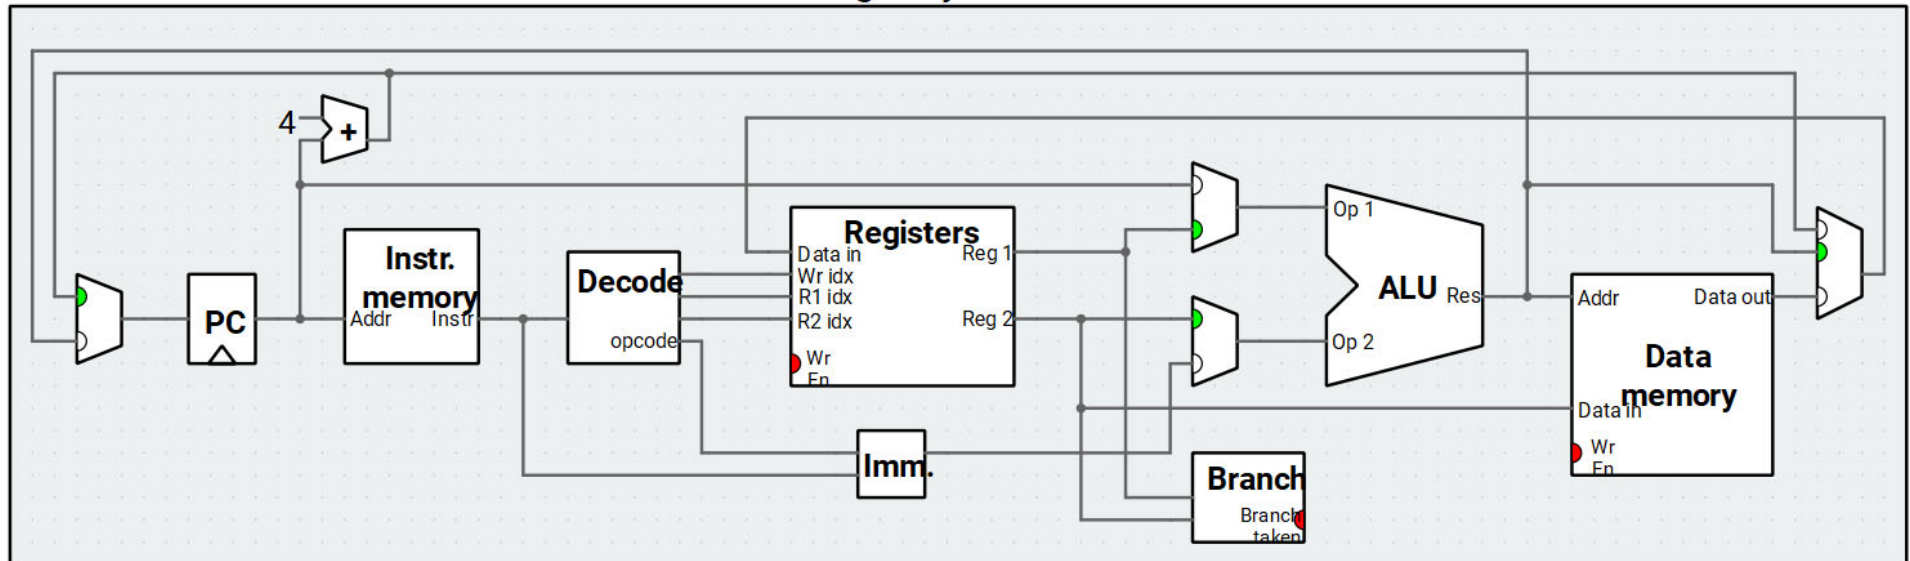 4
+
PC
Instr.
memory
Addr
Instr
Decode
opcode
Registers
Data in
Wr idx
R1 idx
R2 idx
Wr
En
Reg 1
Reg 2
Imm.
Branch
Branch
taken
Op 1
Op 2
ALU
Res
Addr
Data out
Data
memory
Data in
Wr
En